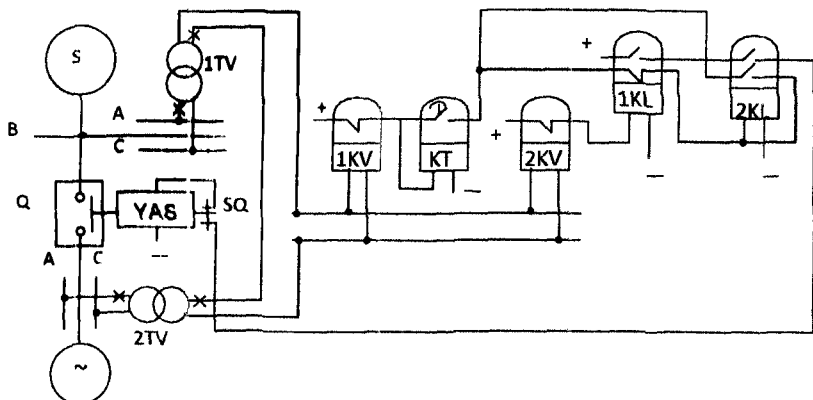 S
1TV
A
B
C
+
1KV
KT
—
+
2KV
+
1KL
—
2KL
—
Q
YAS
SQ
--
A
C
2TV
~